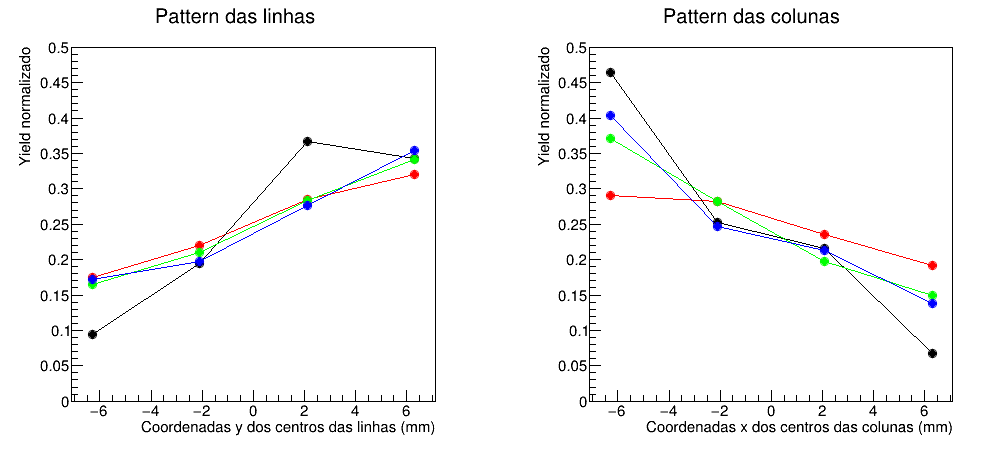 Pattern das linhas
Yield normalizado
0.5
0.45
0.4
0.35
0.3
0.25
0.2
0.15
0.1
0.05
0
−6 −4 −2 0 2 4 6
Coordenadas y dos centros das linhas (mm)
Pattern das colunas
Yield normalizado
0.5
0.45
0.4
0.35
0.3
0.25
0.2
0.15
0.1
0.05
0
−6 −4 −2 0 2 4 6
Coordenadas x dos centros das colunas (mm)